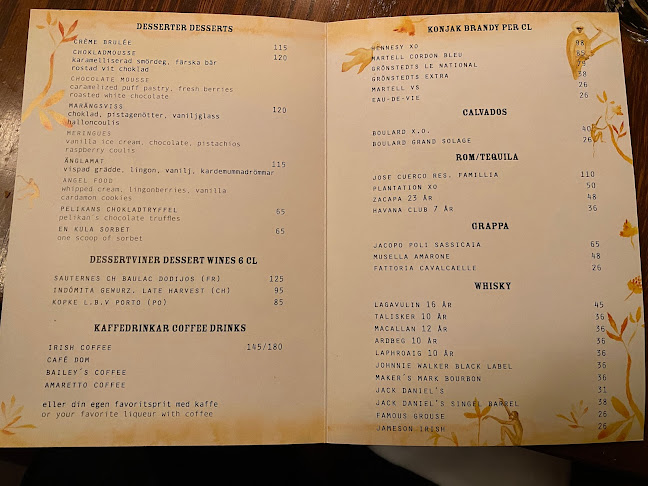 DESSERTER DESSERTS
CRÈME BRULÉE 115
CHOKLADMOUSSE 120
karamelliserad smördeg, färska bär
rostad vit choklad
CHOCOLATE MOUSSE
caramelized puff pastry, fresh berries
roasted white chocolate
MARÄNGSVISS 120
choklad, pistagenötter, vaniljglass
halloncoulis
MERINGUES
vanilla ice cream, chocolate, pistachios
raspberry coulis
ÄNGLAMAT 115
vispad grädde, lingon, vanilj, kardemummadrömmar
ANGEL FOOD
whipped cream, lingonberries, vanilla
cardamon cookies
PELIKANS CHOKLADTRYFFEL 65
pelikan's chocolate truffles
EN KULA SORBET 65
one scoop of sorbet
DESSERTVINER DESSERT WINES 6 CL
SAUTERNES CH BAULAC DODIJOS (FR) 125
INDÓMITA GEWURZ. LATE HARVEST (CH) 95
KOPKE L.B.V PORTO (PO) 85
KAFFEDRINKAR COFFEE DRINKS
IRISH COFFEE 145/180
CAFÉ DOM
BAILEY'S COFFEE
AMARETTO COFFEE
eller din egen favoritsprit med kaffe
or your favorite liqueur with coffee
KONJAK BRANDY PER CL
HENNESY XO 98
MARTELL CORDON BLEU
GRÖNSTEDTS LE NATIONAL
GRÖNSTEDTS EXTRA 38
MARTELL VS 26
EAU-DE-VIE 26
CALVADOS
BOULARD X.O. 40
BOULARD GRAND SOLAGE 26
ROM/TEQUILA
JOSE CUERCO RES. FAMILLIA 110
PLANTATION XO 50
ZACAPA 23 ÅR 48
HAVANA CLUB 7 ÅR 36
GRAPPA
JACOPO POLI SASSICAIA 65
MUSELLA AMARONE 48
FATTORIA CAVALCAELLE 26
WHISKY
LAGAVULIN 16 ÅR 45
TALISKER 10 ÅR 36
MACALLAN 12 ÅR 36
ARDBEG 10 ÅR 36
LAPHROAIG 10 ÅR 36
JOHNNIE WALKER BLACK LABEL 36
MAKER'S MARK BOURBON 36
JACK DANIEL'S 31
JACK DANIEL'S SINGEL BARREL 38
FAMOUS GROUSE 26
JAMESON IRISH 26